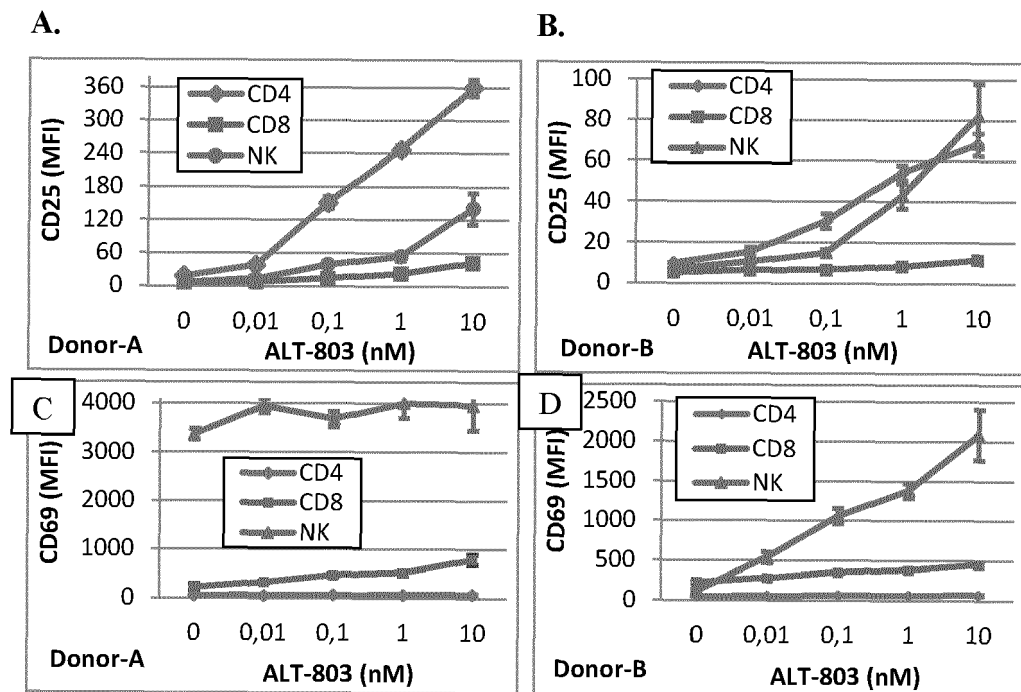 A.
CD25 (MFI)
360
300
240
180
120
60
0
CD4
CD8
NK
0 0,01 0,1 1 10
Donor-A
ALT-803 (nM)
B.
CD25 (MFI)
100
80
60
40
20
0
CD4
CD8
NK
0 0,01 0,1 1 10
Donor-B
ALT-803 (nM)
C
CD69 (MFI)
4000
3000
2000
1000
0
CD4
CD8
NK
0 0,01 0,1 1 10
Donor-A
ALT-803 (nM)
D
CD69 (MFI)
2500
2000
1500
1000
500
0
CD4
CD8
NK
0 0,01 0,1 1 10
Donor-B
ALT-803 (nM)